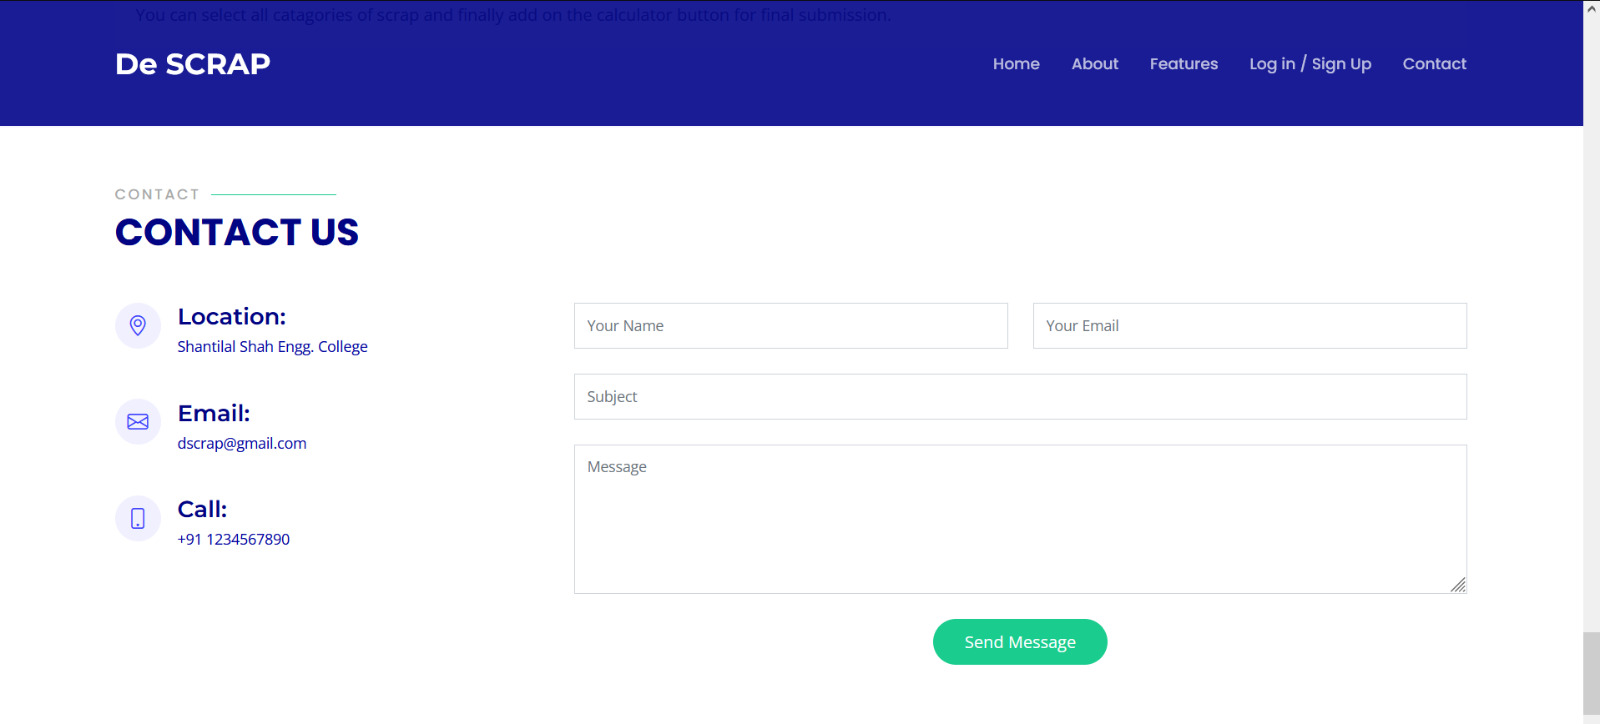 You can select all catagories of scrap and finally add on the calculator button for final submission.
De SCRAP
Home About Features Log in / Sign Up Contact
CONTACT
CONTACT US
Location:
Shantilal Shah Engg. College
Email:
dscrap@gmail.com
Call:
+91 1234567890
Your Name
Your Email
Subject
Message
Send Message